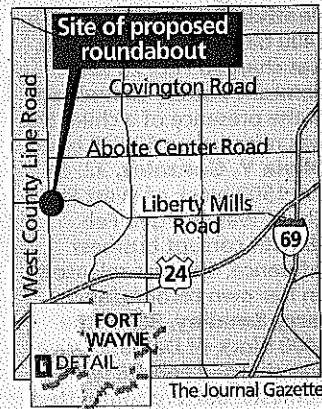 Site of proposed
roundabout
Covington Road
Aboite Center Road
West County Line Road
Liberty Mills
Road
69
24
FORT
WAYNE
DETAIL
The Journal Gazette